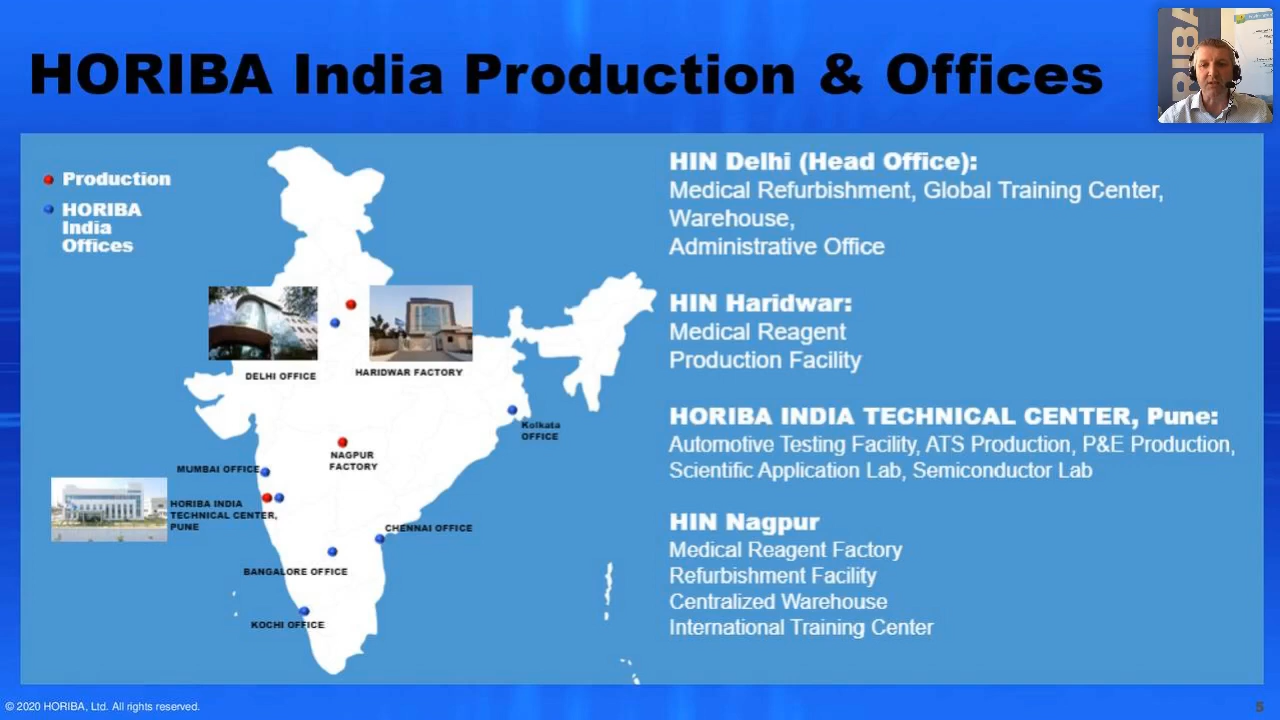 HORIBA India Production & Offices
RIBA
Production
HORIBA
India
Offices
DELHI OFFICE
HARIDWAR FACTORY
Kolkata
OFFICE
NAGPUR
FACTORY
MUMBAI OFFICE
HORIBA INDIA
TECHNICAL CENTER,
PUNE
CHENNAI OFFICE
BANGALORE OFFICE
KOCHI OFFICE
HIN Delhi (Head Office):
Medical Refurbishment, Global Training Center,
Warehouse,
Administrative Office
HIN Haridwar:
Medical Reagent
Production Facility
HORIBA INDIA TECHNICAL CENTER, Pune:
Automotive Testing Facility, ATS Production, P&E Production,
Scientific Application Lab, Semiconductor Lab
HIN Nagpur
Medical Reagent Factory
Refurbishment Facility
Centralized Warehouse
International Training Center
© 2020 HORIBA, Ltd. All rights reserved.
5